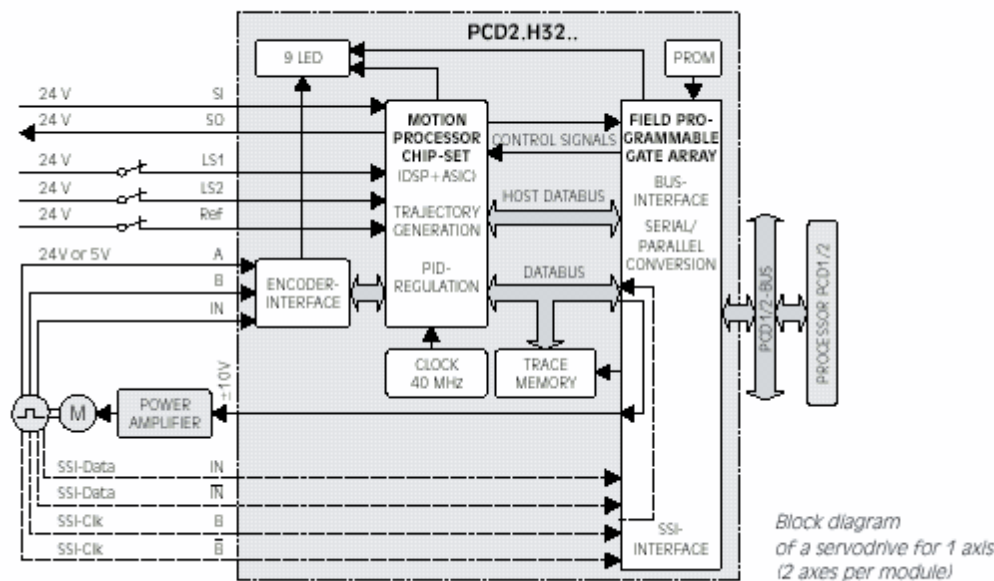 PCD2.H32..
9 LED
PROM
24 V SI
24 V SO
24 V LS1
24 V LS2
24 V Ref
24V or 5V A
B
IN
MOTION
PROCESSOR
CHIP-SET
(DSP+ASIC)
TRAJECTORY
GENERATION
PID-
REGULATION
CONTROL SIGNALS
HOST DATABUS
DATABUS
FIELD PRO-
GRAMMABLE
GATE ARRAY
BUS-
INTERFACE
SERIAL/
PARALLEL
CONVERSION
ENCODER-
INTERFACE
CLOCK
40 MHz
TRACE
MEMORY
PCD1/2-BUS
PROCESSOR PCD1/2
±10V
M
POWER
AMPLIFIER
SSI-Data IN
SSI-Data I̅N̅
SSI-Clk B
SSI-Clk B̅
SSI-
INTERFACE
Block diagram
of a servodrive for 1 axis
(2 axes per module)